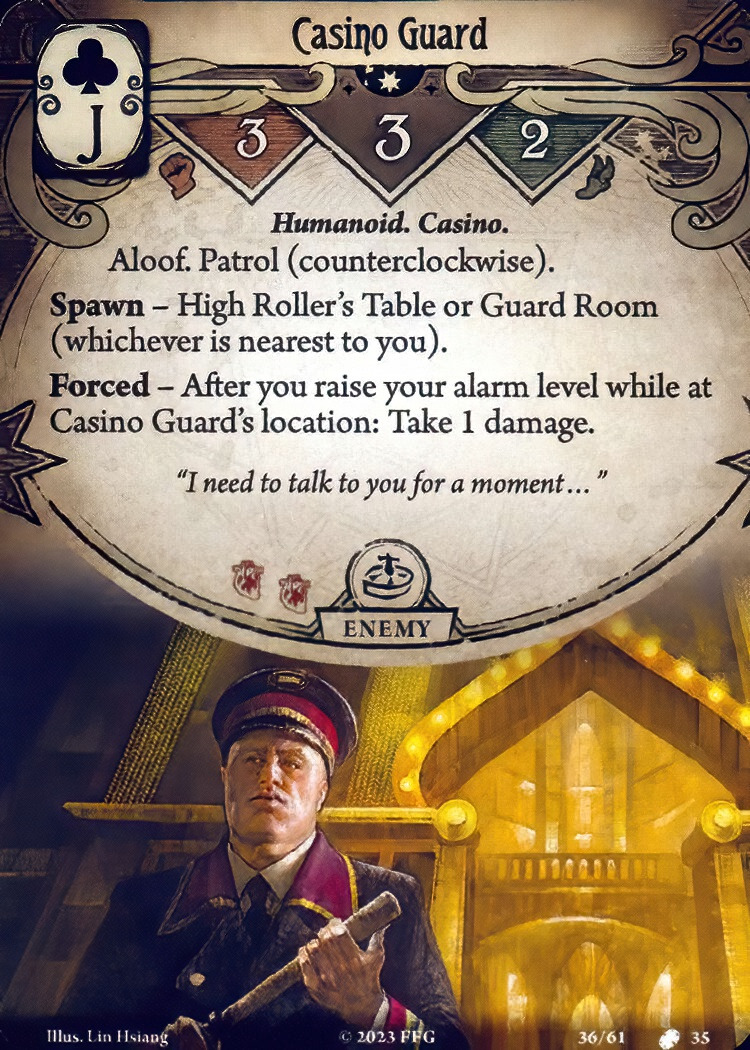 Casino Guard
J
3 3 2
Humanoid. Casino.
Aloof. Patrol (counterclockwise).
Spawn – High Roller's Table or Guard Room
(whichever is nearest to you).
Forced – After you raise your alarm level while at
Casino Guard's location: Take 1 damage.
"I need to talk to you for a moment… "
ENEMY
Illus. Lin Hsiang © 2023 FFG 36/61 35